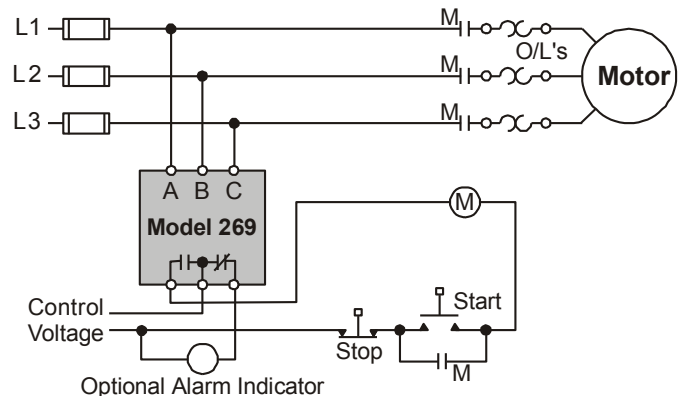 L1
M
O/L's
L2
M
Motor
L3
M
A B C
Model 269
M
Control
Voltage
Start
Stop
M
Optional Alarm Indicator